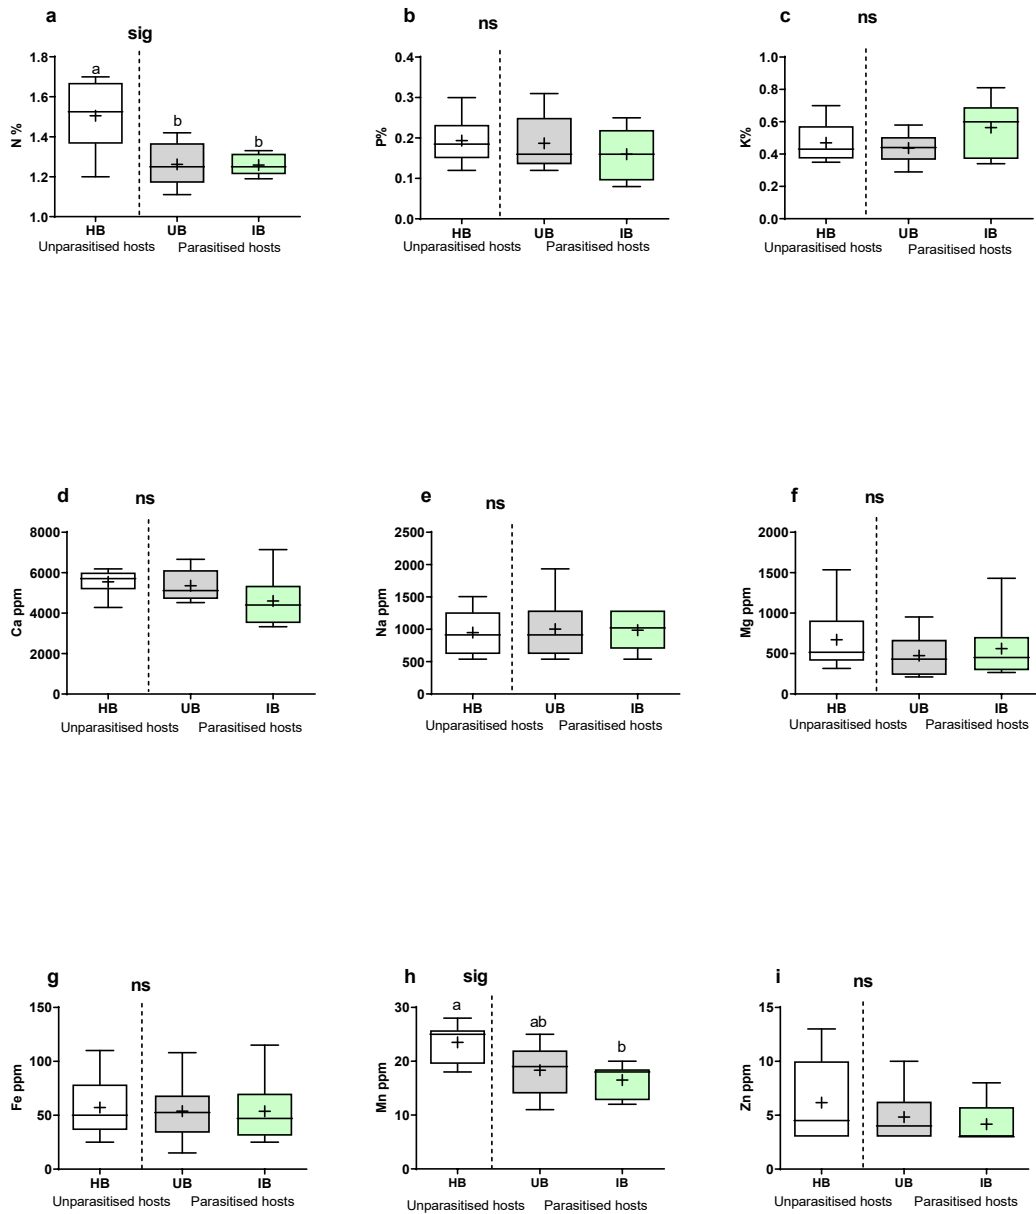 a
sig
1.8
1.6
1.4
1.2
1.0
N %
a
b
b
HB
UB
IB
Unparasitised hosts
Parasitised hosts
b
ns
0.4
0.3
0.2
0.1
0.0
P%
HB
UB
IB
Unparasitised hosts
Parasitised hosts
c
ns
1.0
0.8
0.6
0.4
0.2
0.0
K%
HB
UB
IB
Unparasitised hosts
Parasitised hosts
d
ns
8000
6000
4000
2000
0
Ca ppm
HB
UB
IB
Unparasitised hosts
Parasitised hosts
e
ns
2500
2000
1500
1000
500
0
Na ppm
HB
UB
IB
Unparasitised hosts
Parasitised hosts
f
ns
2000
1500
1000
500
0
Mg ppm
HB
UB
IB
Unparasitised hosts
Parasitised hosts
g
ns
150
100
50
0
Fe ppm
HB
UB
IB
Unparasitised hosts
Parasitised hosts
h
sig
30
20
10
0
Mn ppm
a
ab
b
HB
UB
IB
Unparasitised hosts
Parasitised hosts
i
ns
15
10
5
0
Zn ppm
HB
UB
IB
Unparasitised hosts
Parasitised hosts